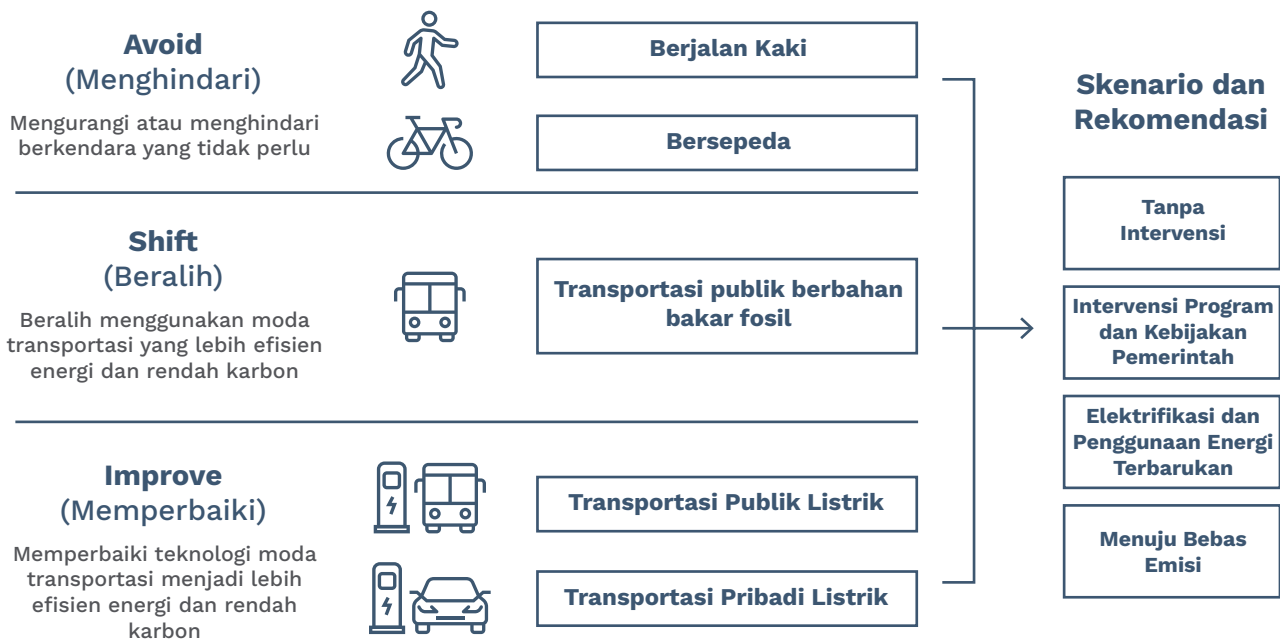 Avoid
(Menghindari)
Mengurangi atau menghindari
berkendara yang tidak perlu
Berjalan Kaki
Bersepeda
Shift
(Beralih)
Beralih menggunakan moda
transportasi yang lebih efisien
energi dan rendah karbon
Transportasi publik berbahan
bakar fosil
Improve
(Memperbaiki)
Memperbaiki teknologi moda
transportasi menjadi lebih
efisien energi dan rendah
karbon
Transportasi Publik Listrik
Transportasi Pribadi Listrik
Skenario dan
Rekomendasi
Tanpa
Intervensi
Intervensi Program
dan Kebijakan
Pemerintah
Elektrifikasi dan
Penggunaan Energi
Terbarukan
Menuju Bebas
Emisi